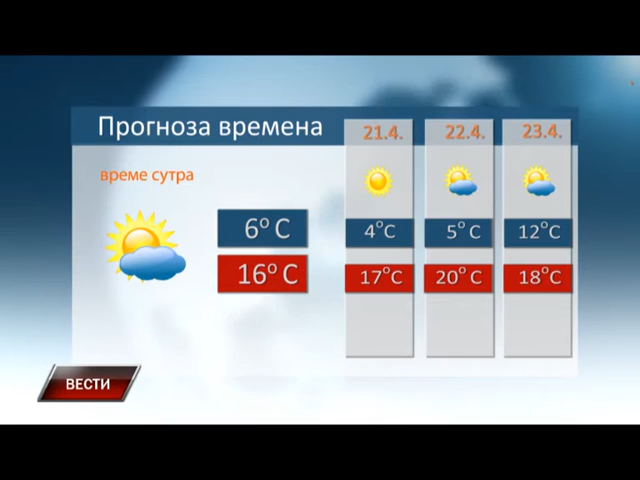 Прогноза времена
време сутра
6° C
16° C
21.4.
22.4.
23.4.
4°C
5° C
12°C
17°C
20° C
18°C
ВЕСТИ